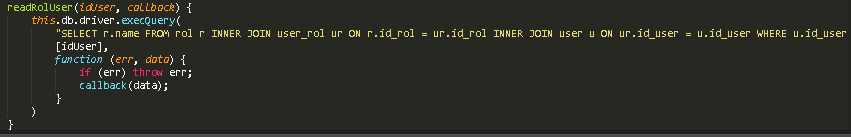 readRolUser(idUser, callback) {
this.db.driver.execQuery(
"SELECT r.name FROM rol r INNER JOIN user_rol ur ON r.id_rol = ur.id_rol INNER JOIN user u ON ur.id_user = u.id_user WHERE u.id_user
[idUser],
function (err, data) {
if (err) throw err;
callback(data);
}
)
}